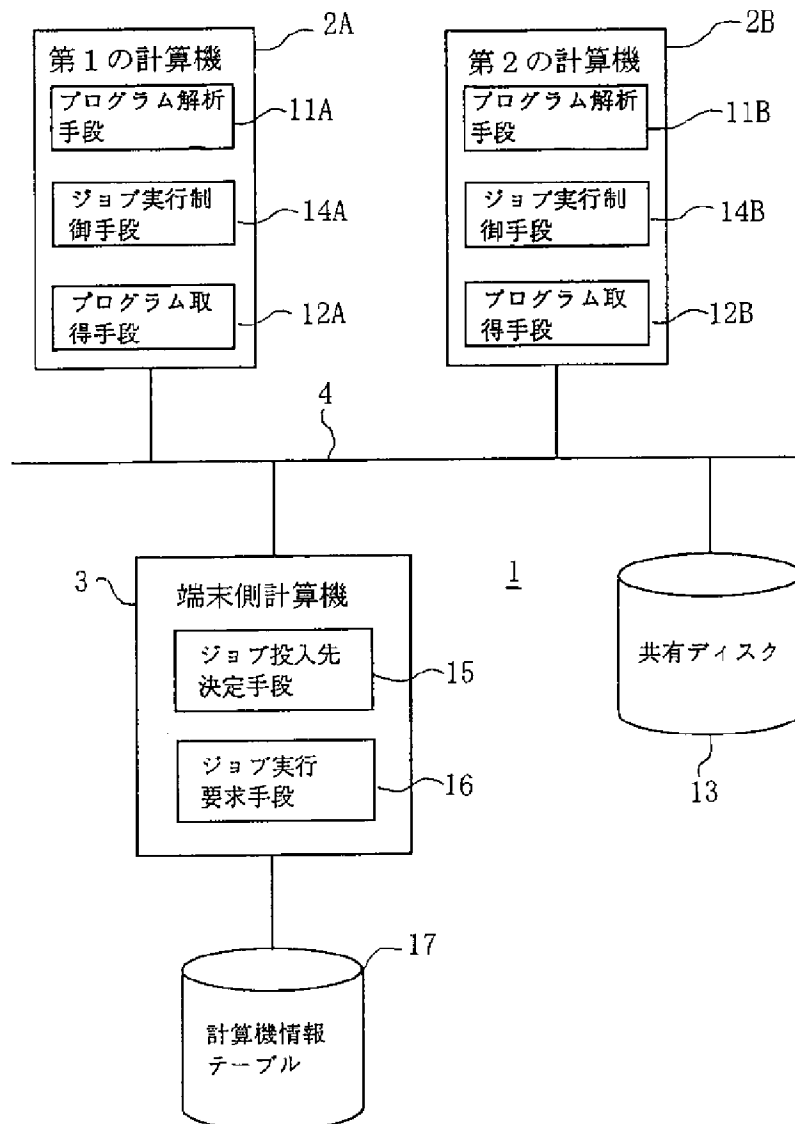 2A
第1の計算機
プログラム解析
手段
11A
ジョブ実行制
御手段
14A
プログラム取
得手段
12A
2B
第2の計算機
プログラム解析
手段
11B
ジョブ実行制
御手段
14B
プログラム取
得手段
12B
4
3
端末側計算機
ジョブ投入先
決定手段
15
ジョブ実行
要求手段
16
1
共有ディスク
13
17
計算機情報
テーブル